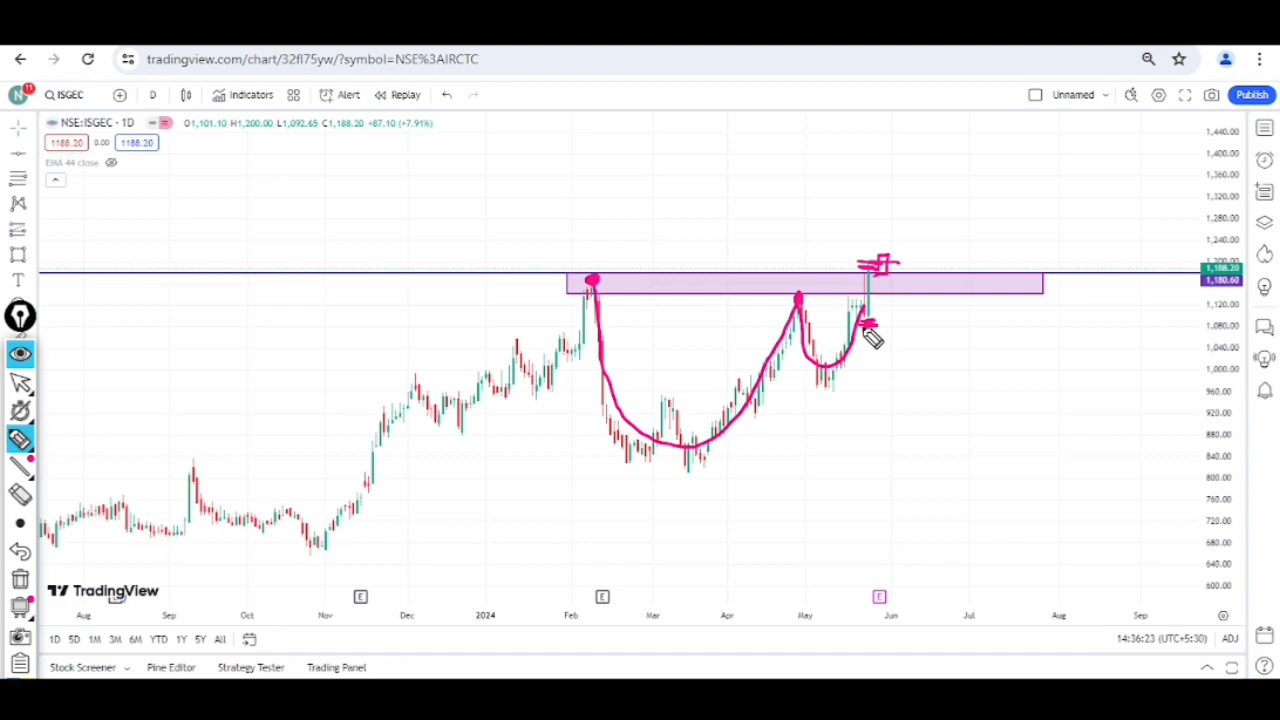 tradingview.com/chart/32fl75yw/?symbol=NSE%3AIRCTC
N 11 ISGEC D Indicators Alert Replay Unnamed Publish
NSE:ISGEC · 1D O1,101.10 H1,200.00 L1,092.65 C1,188.20 +87.10 (+7.91%)
1188.20 0.00 1188.20
EMA 44 close
1,440.00
1,400.00
1,360.00
1,320.00
1,280.00
1,240.00
1,200.00
1,188.20
1,180.60
1,120.00
1,080.00
1,040.00
1,000.00
960.00
920.00
880.00
840.00
800.00
760.00
720.00
680.00
640.00
600.00
TradingView
E E E
Aug Sep Oct Nov Dec 2024 Feb Mar Apr May Jun Jul Aug Sep
1D 5D 1M 3M 6M YTD 1Y 5Y All 14:36:23 (UTC+5:30) ADJ
Stock Screener Pine Editor Strategy Tester Trading Panel